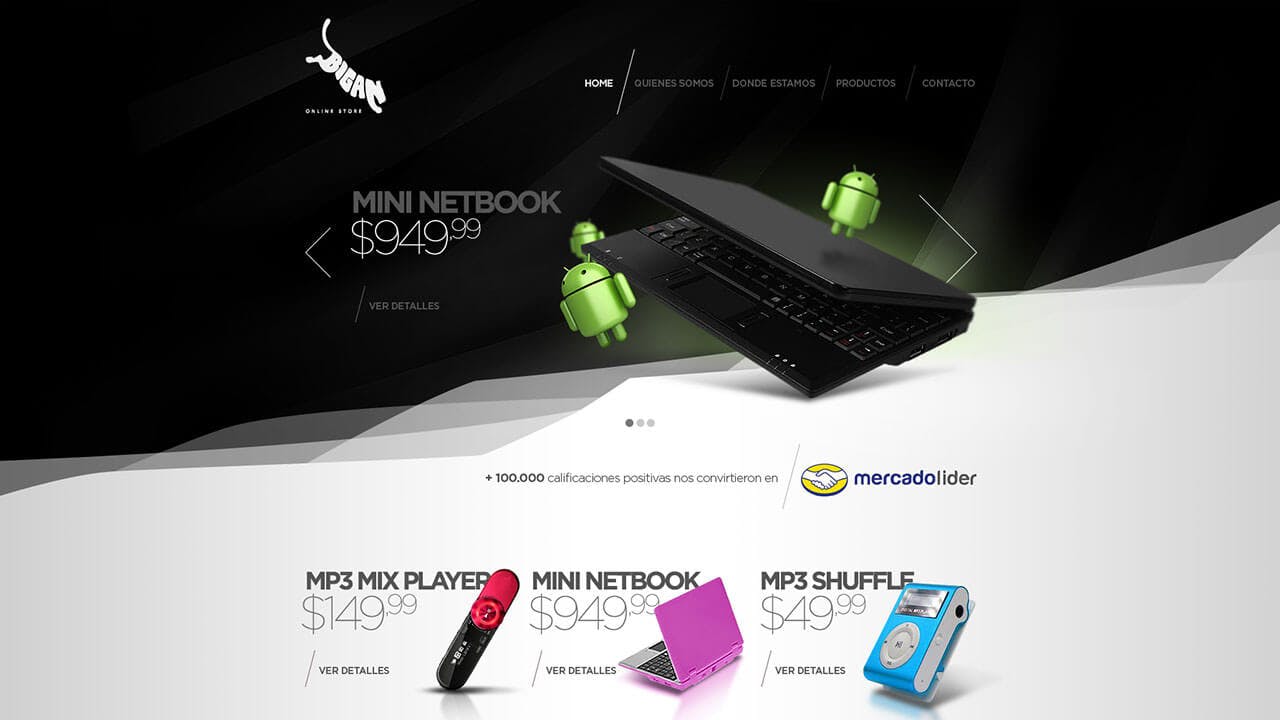 BIGAN
ONLINE STORE
HOME
QUIENES SOMOS
DONDE ESTAMOS
PRODUCTOS
CONTACTO
MINI NETBOOK
$949,99
VER DETALLES
+ 100.000 calificaciones positivas nos convirtieron en
mercadolider
MP3 MIX PLAYER
$149,99
VER DETALLES
MINI NETBOOK
$949,99
VER DETALLES
MP3 SHUFFLE
$49,99
VER DETALLES